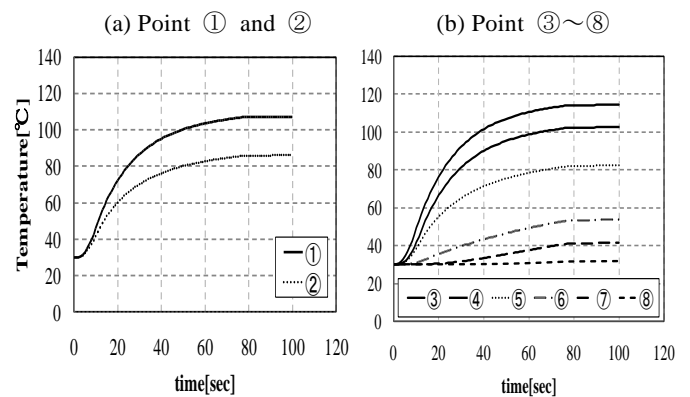 (a) Point ① and ②
(b) Point ③~⑧
Temperature[℃]
140
120
100
80
60
40
20
0
0 20 40 60 80 100 120
time[sec]
①
②
140
120
100
80
60
40
20
0
0 20 40 60 80 100 120
time[sec]
③ ④ ⑤ ⑥ ⑦ ⑧